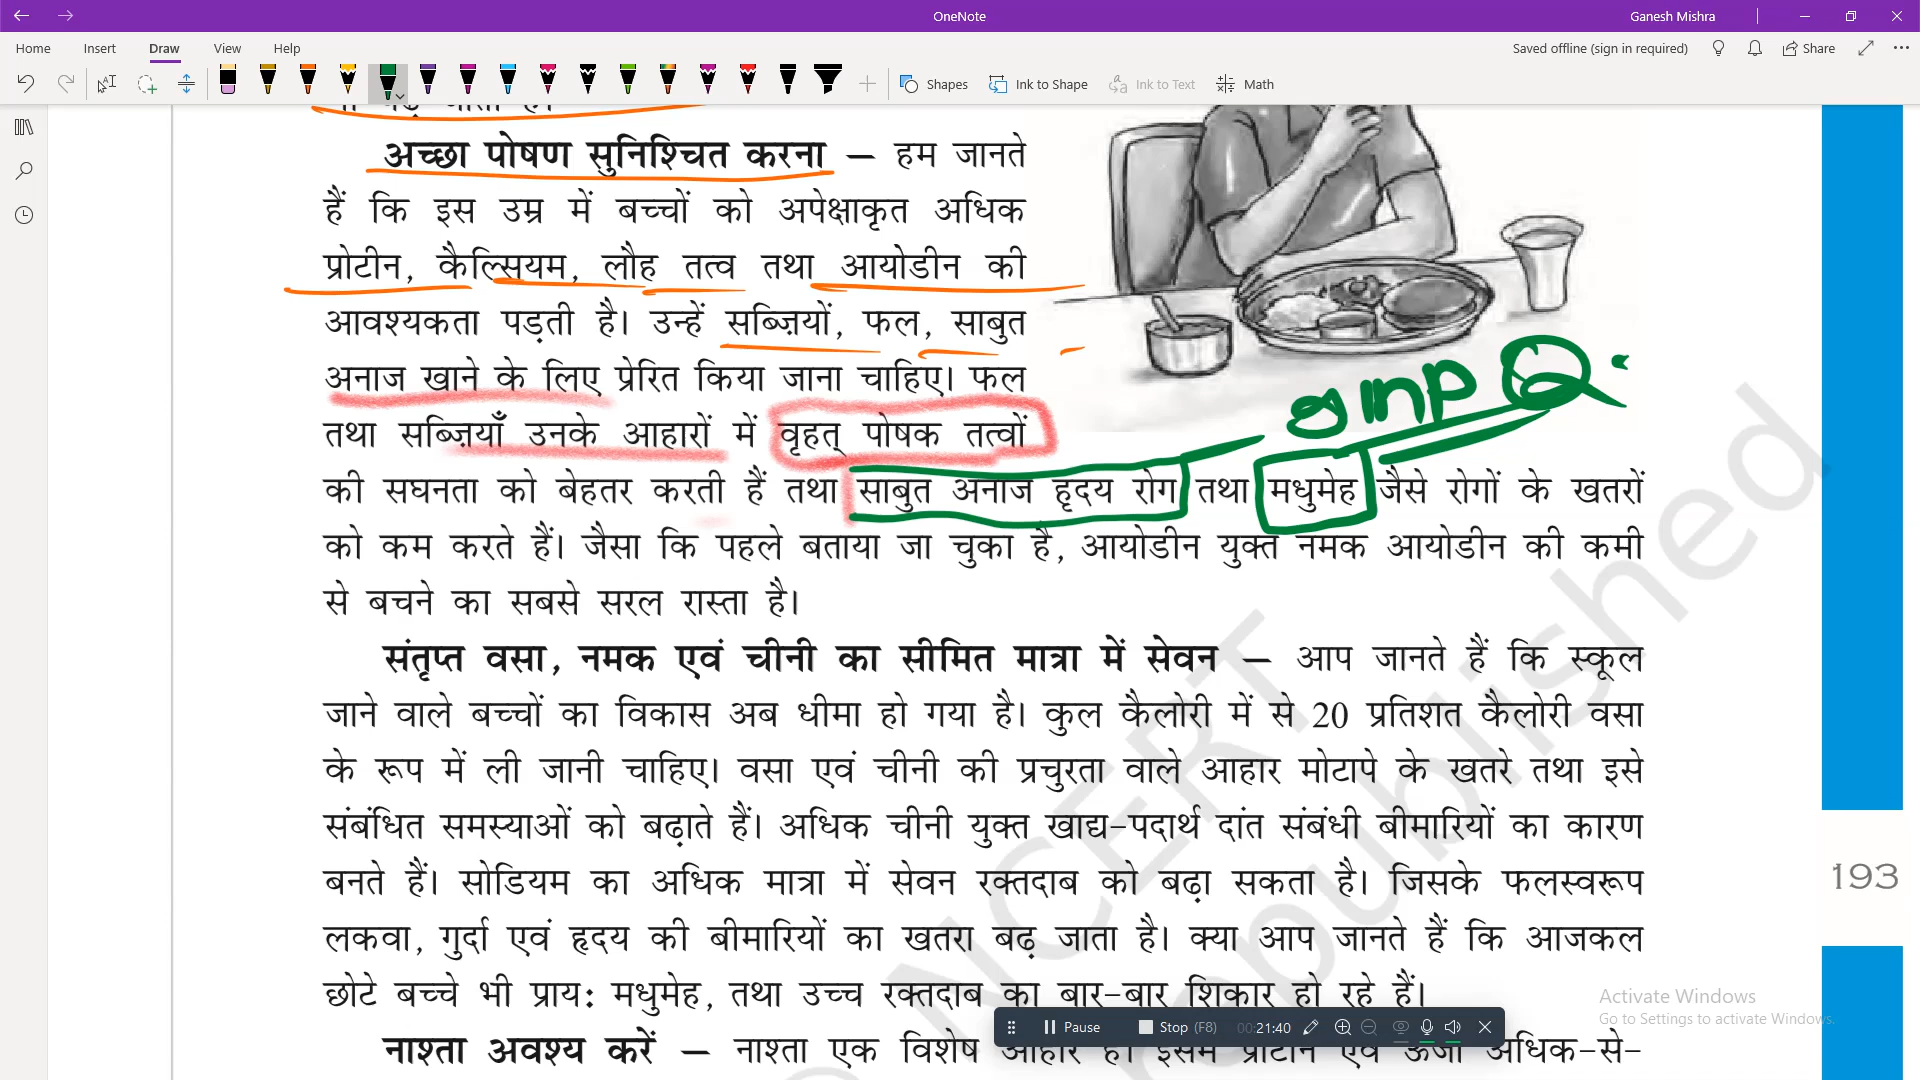 OneNote
Ganesh Mishra
Home Insert Draw View Help
Saved offline (sign in required)
Share
Shapes Ink to Shape Ink to Text Math
अच्छा पोषण सुनिश्चित करना – हम जानते
हैं कि इस उम्र में बच्चों को अपेक्षाकृत अधिक
प्रोटीन, कैल्सियम, लौह तत्व तथा आयोडीन की
आवश्यकता पड़ती है। उन्हें सब्ज़ियों, फल, साबुत
अनाज खाने के लिए प्रेरित किया जाना चाहिए। फल
तथा सब्ज़ियाँ उनके आहारों में वृहत् पोषक तत्वों
की सघनता को बेहतर करती हैं तथा साबुत अनाज हृदय रोग तथा मधुमेह जैसे रोगों के खतरों
को कम करते हैं। जैसा कि पहले बताया जा चुका है, आयोडीन युक्त नमक आयोडीन की कमी
से बचने का सबसे सरल रास्ता है।
संतृप्त वसा, नमक एवं चीनी का सीमित मात्रा में सेवन – आप जानते हैं कि स्कूल
जाने वाले बच्चों का विकास अब धीमा हो गया है। कुल कैलोरी में से 20 प्रतिशत कैलोरी वसा
के रूप में ली जानी चाहिए। वसा एवं चीनी की प्रचुरता वाले आहार मोटापे के खतरे तथा इसे
संबंधित समस्याओं को बढ़ाते हैं। अधिक चीनी युक्त खाद्य-पदार्थ दांत संबंधी बीमारियों का कारण
बनते हैं। सोडियम का अधिक मात्रा में सेवन रक्तदाब को बढ़ा सकता है। जिसके फलस्वरूप
लकवा, गुर्दा एवं हृदय की बीमारियों का खतरा बढ़ जाता है। क्या आप जानते हैं कि आजकल
छोटे बच्चे भी प्राय: मधुमेह, तथा उच्च रक्तदाब का बार-बार शिकार हो रहे हैं।
नाश्ता अवश्य करें – नाश्ता एक विशेष आहार है। इसमें प्रोटीन एवं ऊर्जा अधिक-से-
193
NCERT
republished
Activate Windows
Go to Settings to activate Windows.
Pause Stop (F8) 00:21:40